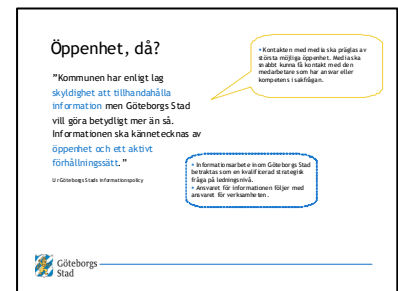 Öppenhet, då?
"Kommunen har enligt lag
skyldighet att tillhandahålla
information men Göteborgs Stad
vill göra betydligt mer än så.
Informationen ska kännetecknas av
öppenhet och ett aktivt
förhållningssätt."
Ur Göteborgs Stads informationspolicy
• Kontakten med media ska präglas av
största möjliga öppenhet. Media ska
snabbt kunna få kontakt med den
medarbetare som har ansvar eller
kompetens i sakfrågan.
• Informationsarbete inom Göteborgs Stad
betraktas som en kvalificerad strategisk
fråga på ledningsnivå.
• Ansvaret för informationen följer med
ansvaret för verksamheten.
Göteborgs
Stad